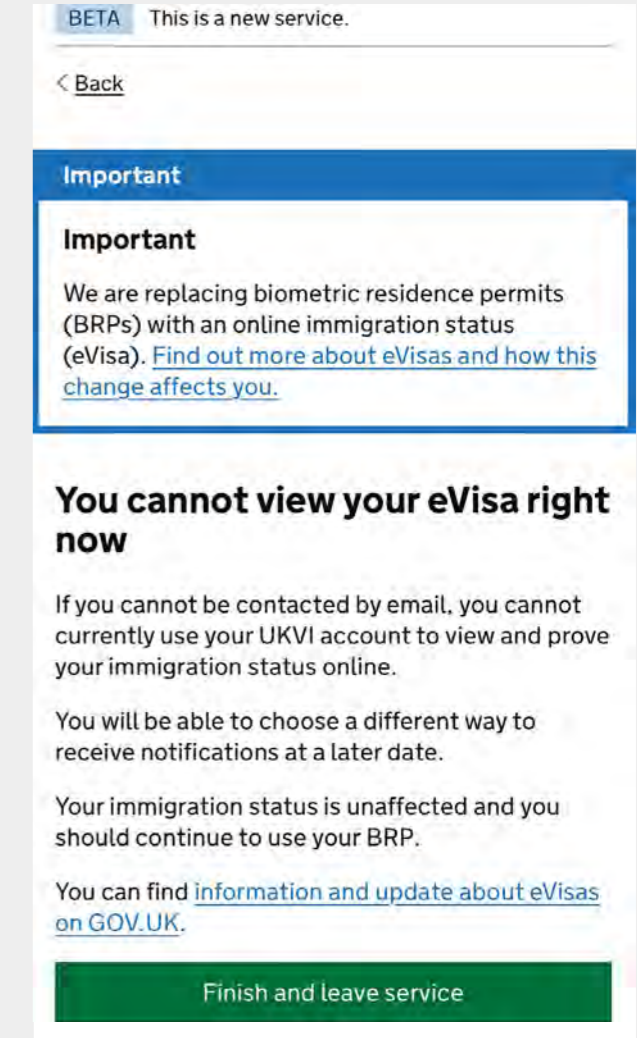 BETA This is a new service.
< Back
Important
Important
We are replacing biometric residence permits
(BRPs) with an online immigration status
(eVisa). Find out more about eVisas and how this
change affects you.
You cannot view your eVisa right
now
If you cannot be contacted by email, you cannot
currently use your UKVI account to view and prove
your immigration status online.
You will be able to choose a different way to
receive notifications at a later date.
Your immigration status is unaffected and you
should continue to use your BRP.
You can find information and update about eVisas
on GOV.UK.
Finish and leave service